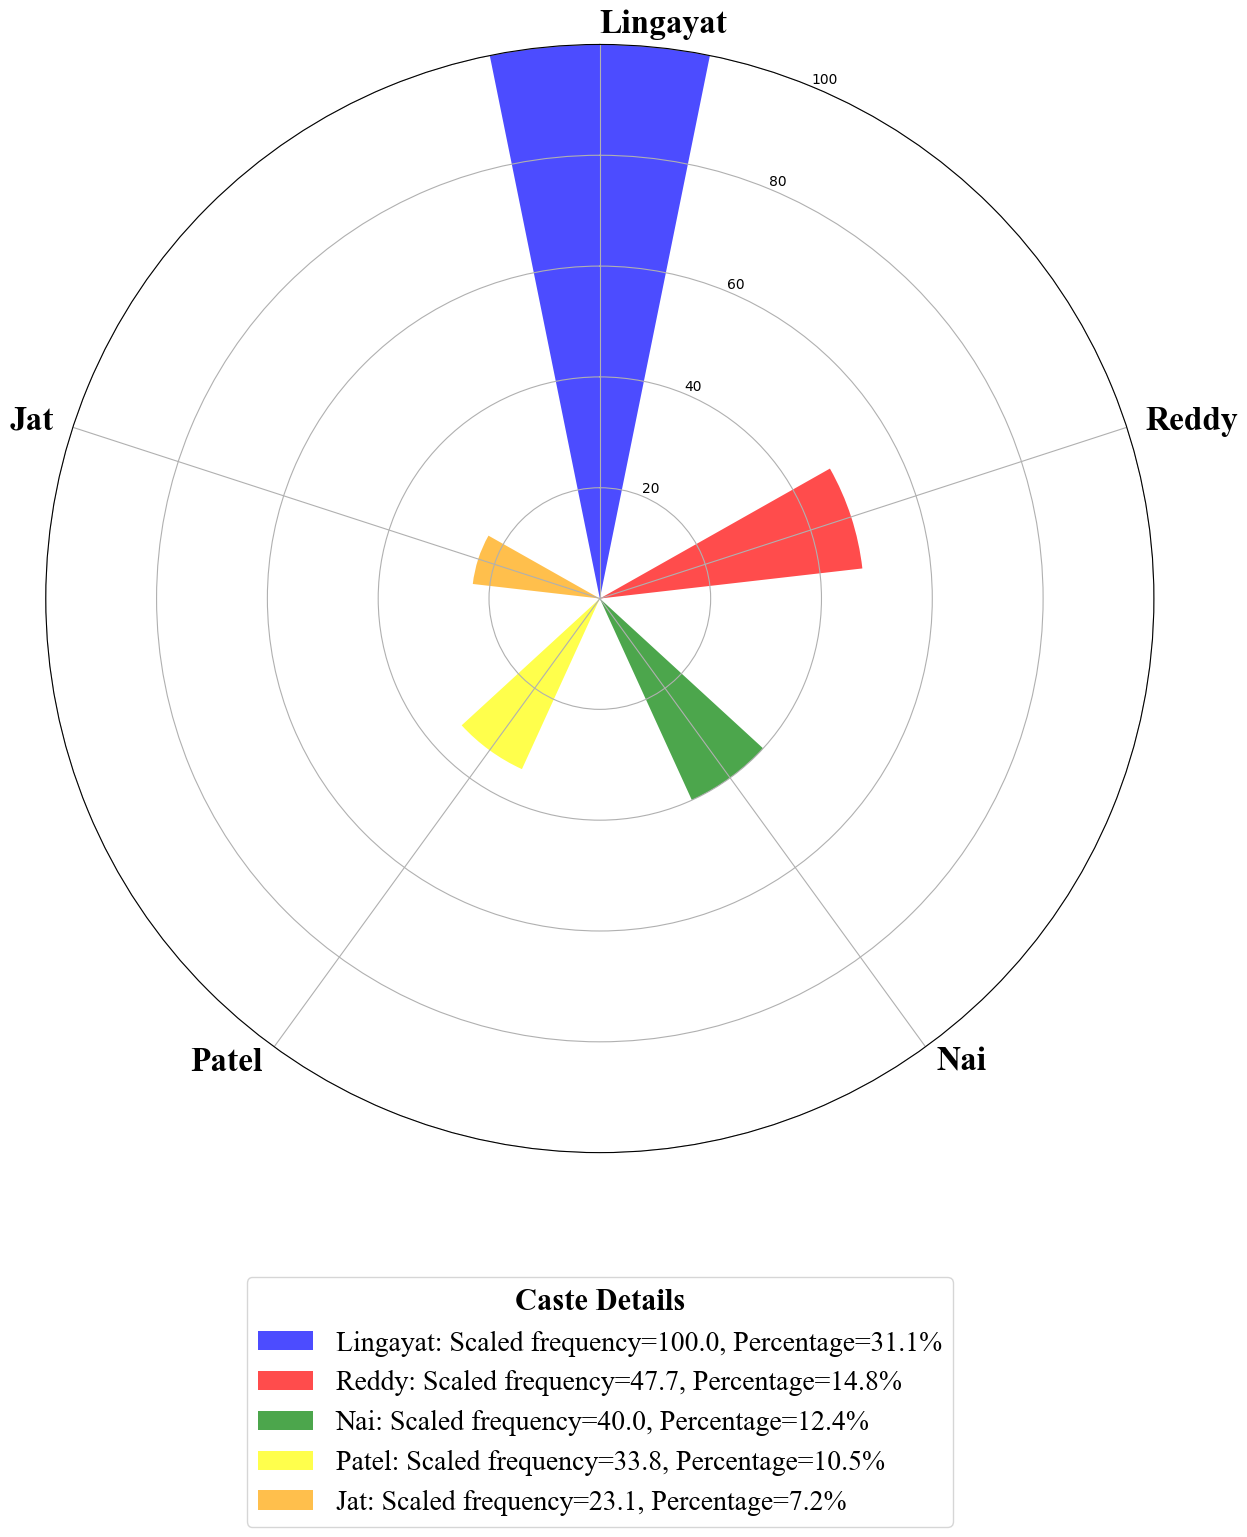 Lingayat
100
80
60
40
20
Jat
Reddy
Patel
Nai
Caste Details
Lingayat: Scaled frequency=100.0, Percentage=31.1%
Reddy: Scaled frequency=47.7, Percentage=14.8%
Nai: Scaled frequency=40.0, Percentage=12.4%
Patel: Scaled frequency=33.8, Percentage=10.5%
Jat: Scaled frequency=23.1, Percentage=7.2%